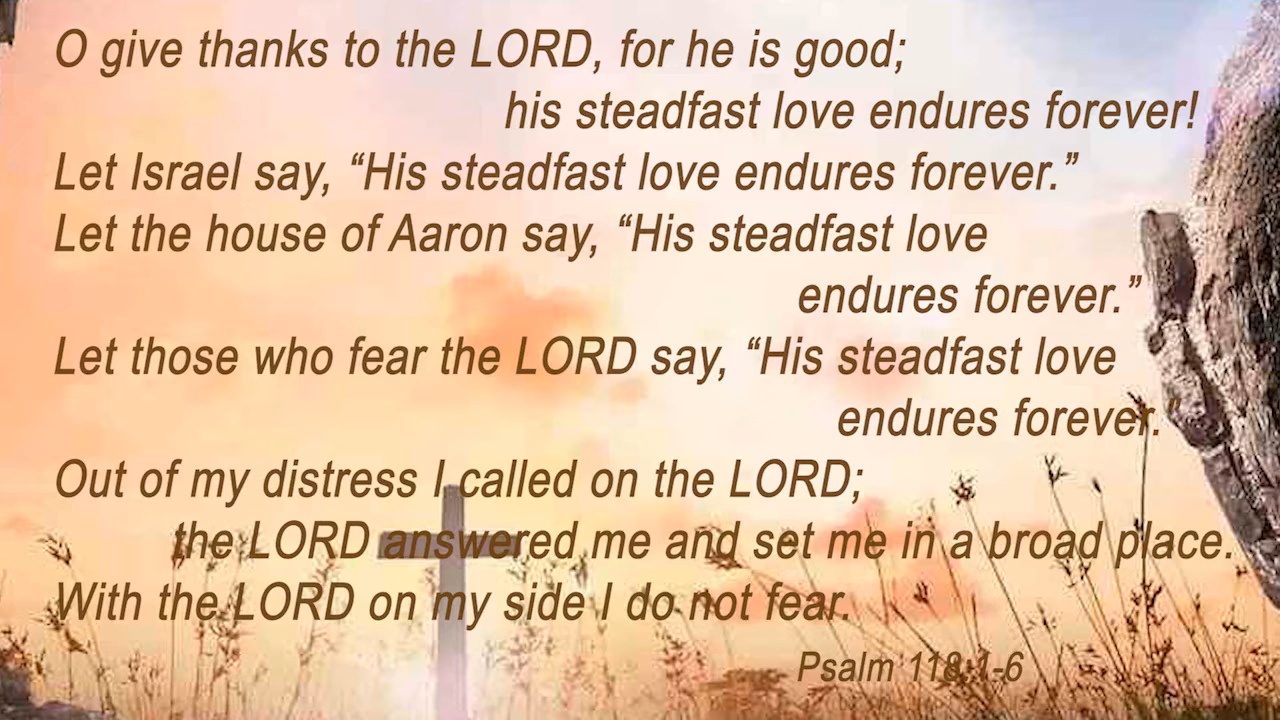 O give thanks to the LORD, for he is good;
his steadfast love endures forever!
Let Israel say, “His steadfast love endures forever.”
Let the house of Aaron say, “His steadfast love
endures forever.”
Let those who fear the LORD say, “His steadfast love
endures forever.”
Out of my distress I called on the LORD;
the LORD answered me and set me in a broad place.
With the LORD on my side I do not fear.
Psalm 118:1-6